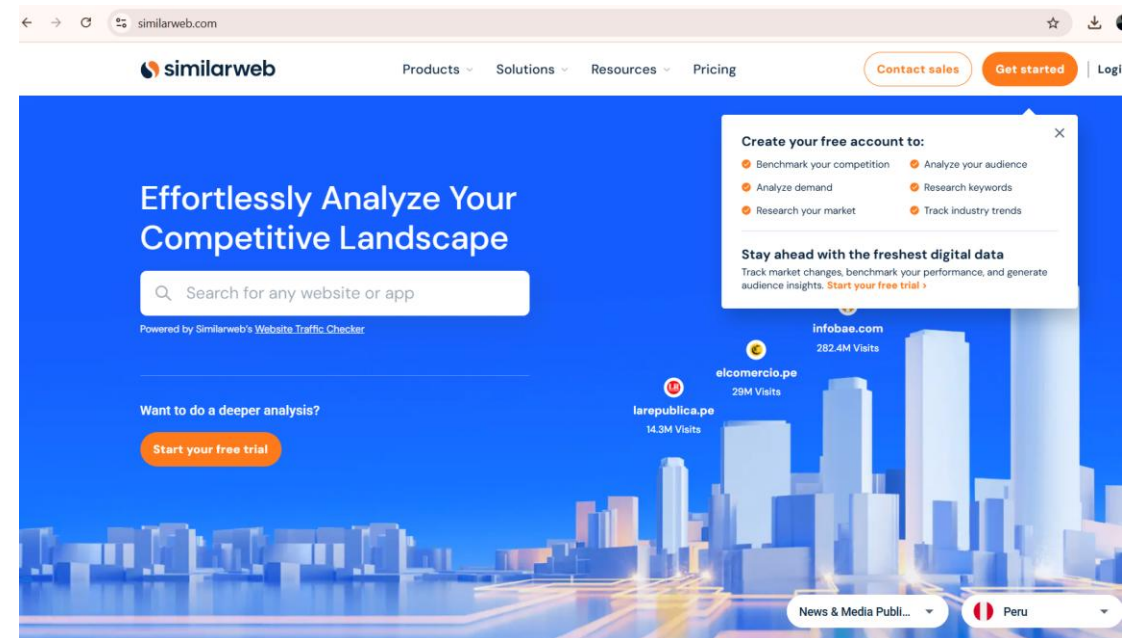 similarweb.com
similarweb
Products
Solutions
Resources
Pricing
Contact sales
Get started
Effortlessly Analyze Your
Competitive Landscape
Search for any website or app
Powered by Similarweb's Website Traffic Checker
Want to do a deeper analysis?
Start your free trial
Create your free account to:
Benchmark your competition
Analyze your audience
Analyze demand
Research keywords
Research your market
Track industry trends
Stay ahead with the freshest digital data
Track market changes, benchmark your performance, and generate
audience insights. Start your free trial ›
infobae.com
282.4M Visits
elcomercio.pe
29M Visits
LR
larepublica.pe
14.3M Visits
News & Media Publi...
Peru